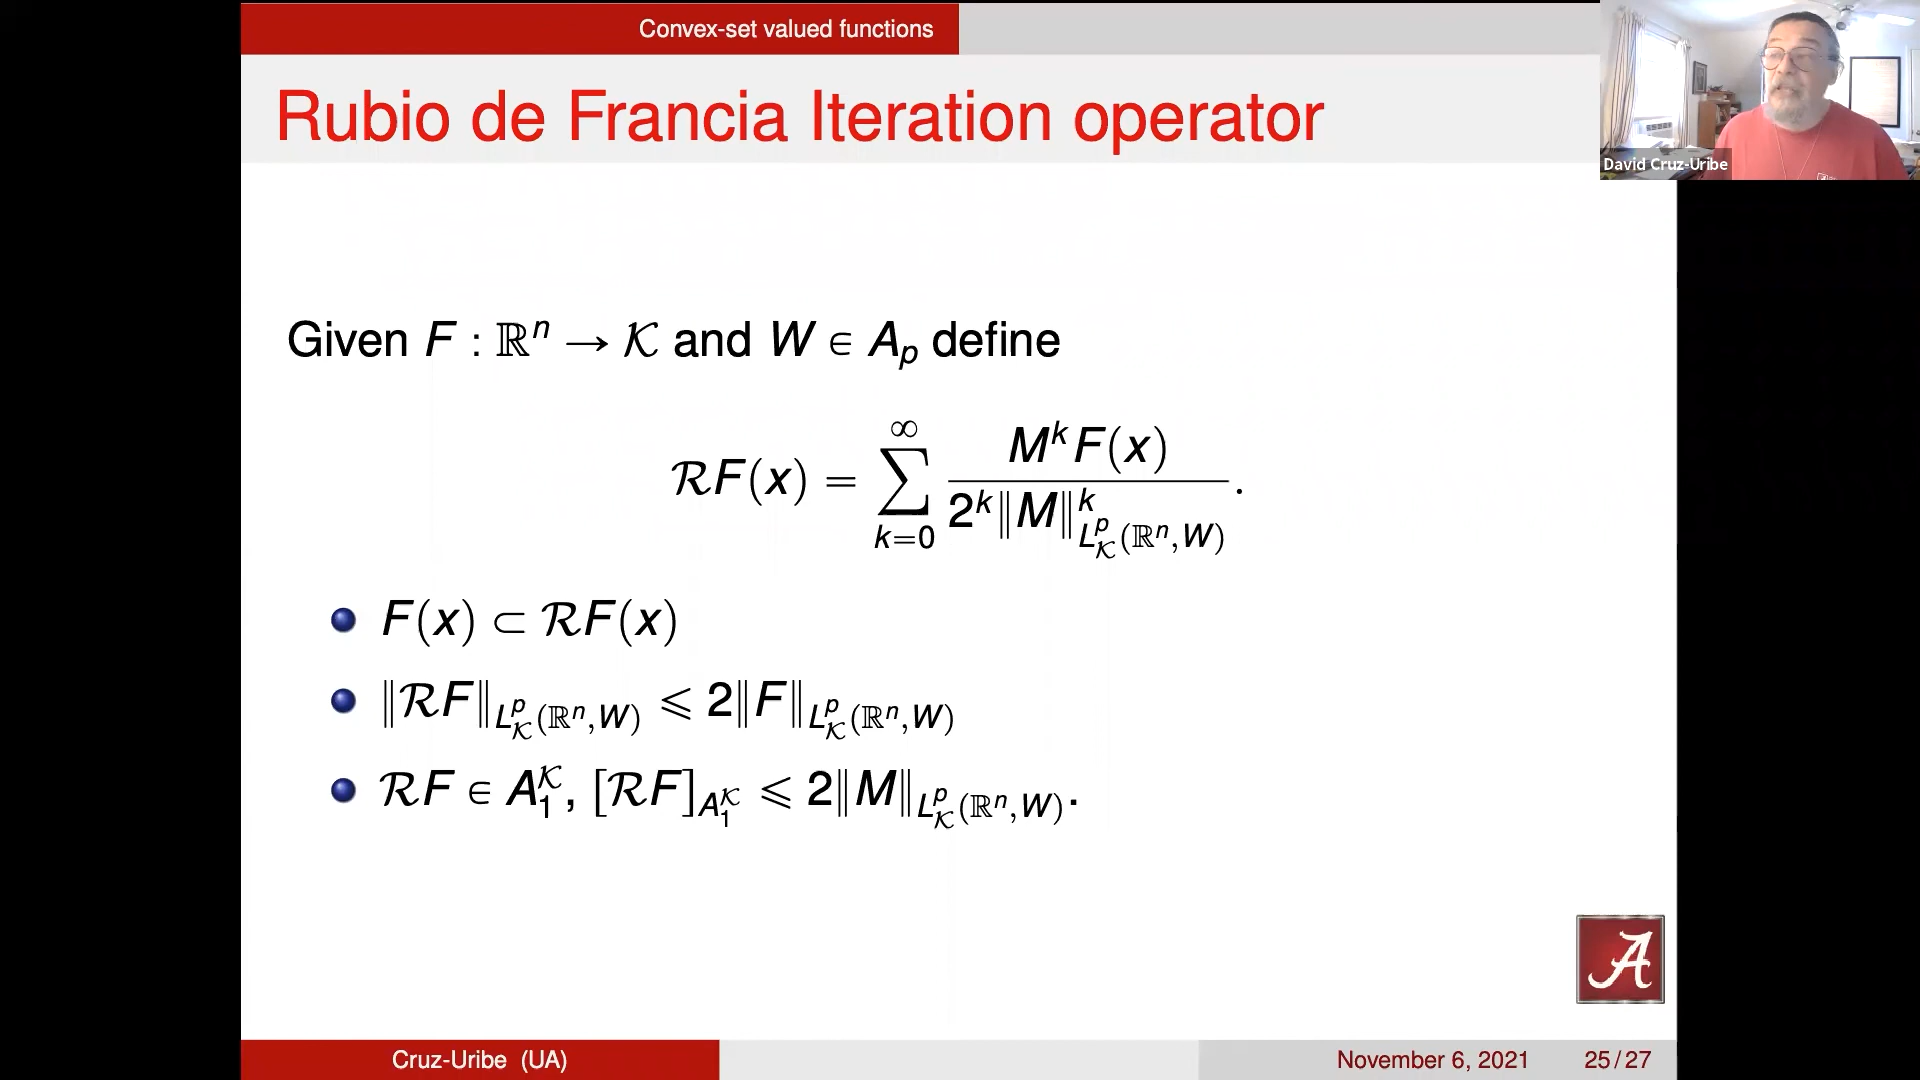 Convex-set valued functions
Rubio de Francia Iteration operator
David Cruz-Uribe
Given F : ℝⁿ → 𝒦 and W ∈ A_p define
ℛF(x) = ∑_{k=0}^{∞} M^k F(x) / 2^k ‖M‖^k_{L^p_𝒦(ℝⁿ,W)}.
F(x) ⊂ ℛF(x)
‖ℛF‖_{L^p_𝒦(ℝⁿ,W)} ⩽ 2‖F‖_{L^p_𝒦(ℝⁿ,W)}
ℛF ∈ A_1^𝒦, [ℛF]_{A_1^𝒦} ⩽ 2‖M‖_{L^p_𝒦(ℝⁿ,W)}.
A
Cruz-Uribe (UA)
November 6, 2021 25 / 27